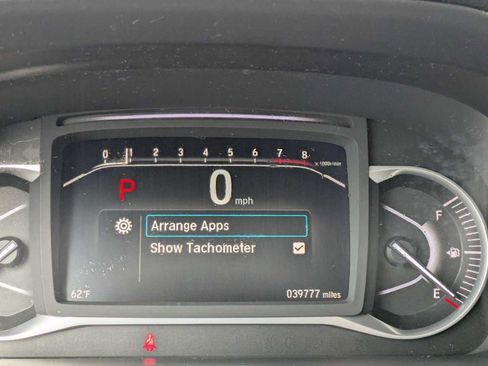 0 1 2 3 4 5 6 7 8 x 1000r/min
P 0 mph
Arrange Apps
Show Tachometer
F
E
62°F 039777 miles